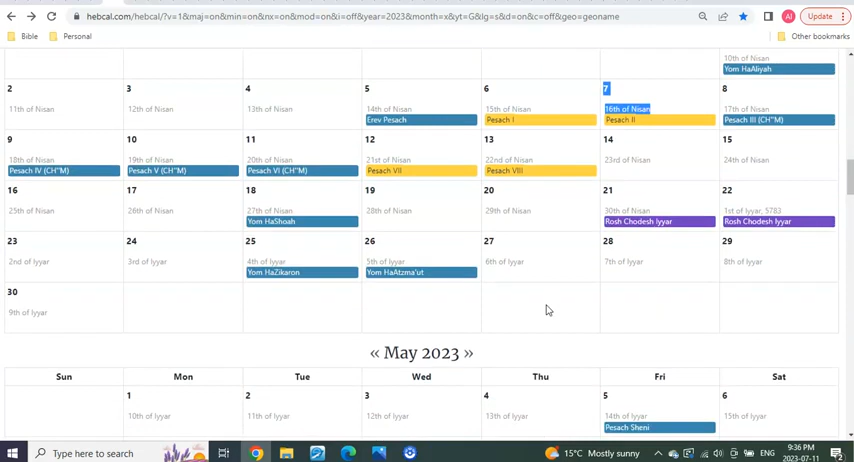 hebcal.com/hebcal/?v=1&maj=on&min=on&nx=on&mod=on&i=off&year=2023&month=x&yt=G&lg=s&d=on&c=off&geo=geoname
AI
Update
Bible
Personal
Other bookmarks
10th of Nisan
Yom HaAliyah
2 3 4 5 6 7 8
11th of Nisan 12th of Nisan 13th of Nisan 14th of Nisan 15th of Nisan 16th of Nisan 17th of Nisan
Erev Pesach Pesach I Pesach II Pesach III (CH''M)
9 10 11 12 13 14 15
18th of Nisan 19th of Nisan 20th of Nisan 21st of Nisan 22nd of Nisan 23rd of Nisan 24th of Nisan
Pesach IV (CH''M) Pesach V (CH''M) Pesach VI (CH''M) Pesach VII Pesach VIII
16 17 18 19 20 21 22
25th of Nisan 26th of Nisan 27th of Nisan 28th of Nisan 29th of Nisan 30th of Nisan 1st of Iyyar, 5783
Yom HaShoah Rosh Chodesh Iyyar Rosh Chodesh Iyyar
23 24 25 26 27 28 29
2nd of Iyyar 3rd of Iyyar 4th of Iyyar 5th of Iyyar 6th of Iyyar 7th of Iyyar 8th of Iyyar
Yom HaZikaron Yom HaAtzma'ut
30
9th of Iyyar
« May 2023 »
Sun Mon Tue Wed Thu Fri Sat
1 2 3 4 5 6
10th of Iyyar 11th of Iyyar 12th of Iyyar 13th of Iyyar 14th of Iyyar 15th of Iyyar
Pesach Sheni
Type here to search
15°C Mostly sunny
ENG
9:36 PM
2023-07-11
2